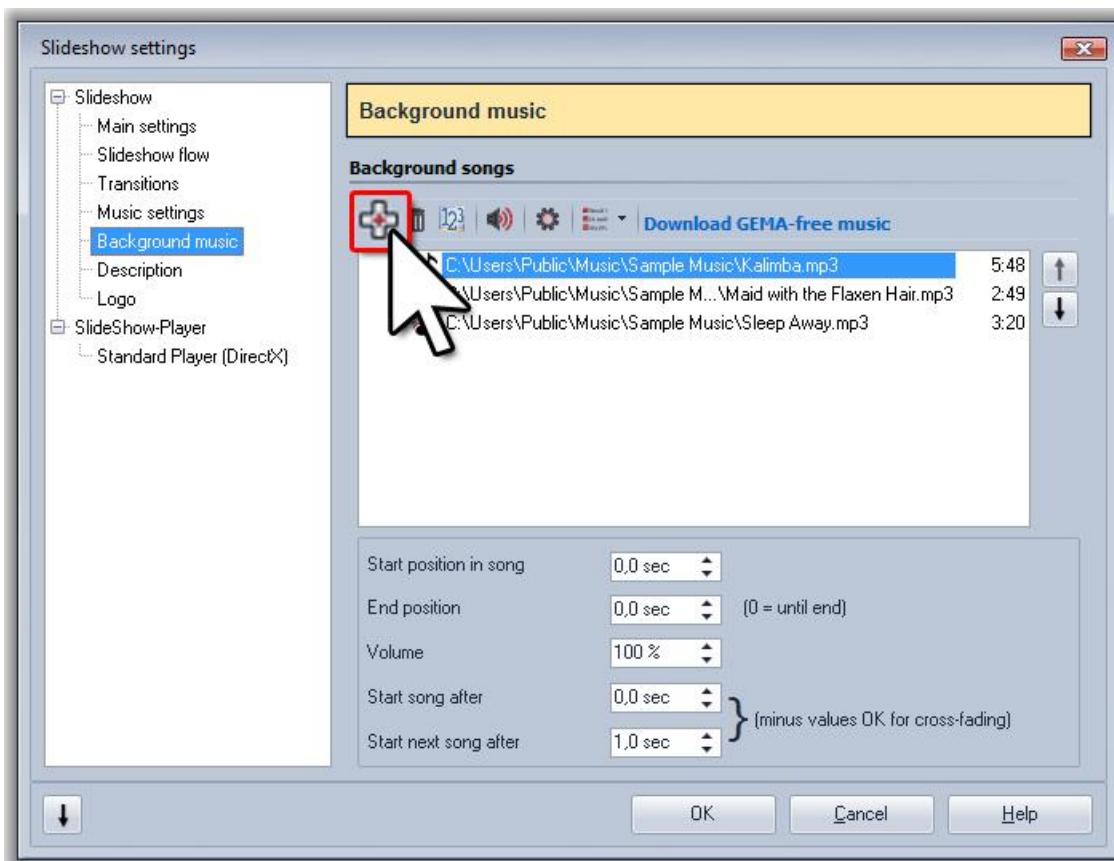 Slideshow settings
Slideshow
Main settings
Slideshow flow
Transitions
Music settings
Background music
Description
Logo
SlideShow-Player
Standard Player (DirectX)
Background music
Background songs
123
Download GEMA-free music
C:\Users\Public\Music\Sample Music\Kalimba.mp3 5:48
:\Users\Public\Music\Sample M...\Maid with the Flaxen Hair.mp3 2:49
C:\Users\Public\Music\Sample Music\Sleep Away.mp3 3:20
Start position in song 0,0 sec
End position 0,0 sec (0 = until end)
Volume 100 %
Start song after 0,0 sec
(minus values OK for cross-fading)
Start next song after 1,0 sec
OK Cancel Help